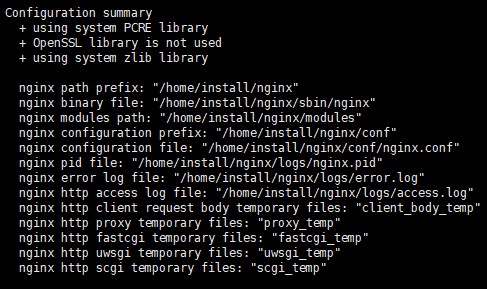 Configuration summary
+ using system PCRE library
+ OpenSSL library is not used
+ using system zlib library
nginx path prefix: "/home/install/nginx"
nginx binary file: "/home/install/nginx/sbin/nginx"
nginx modules path: "/home/install/nginx/modules"
nginx configuration prefix: "/home/install/nginx/conf"
nginx configuration file: "/home/install/nginx/conf/nginx.conf"
nginx pid file: "/home/install/nginx/logs/nginx.pid"
nginx error log file: "/home/install/nginx/logs/error.log"
nginx http access log file: "/home/install/nginx/logs/access.log"
nginx http client request body temporary files: "client_body_temp"
nginx http proxy temporary files: "proxy_temp"
nginx http fastcgi temporary files: "fastcgi_temp"
nginx http uwsgi temporary files: "uwsgi_temp"
nginx http scgi temporary files: "scgi_temp"